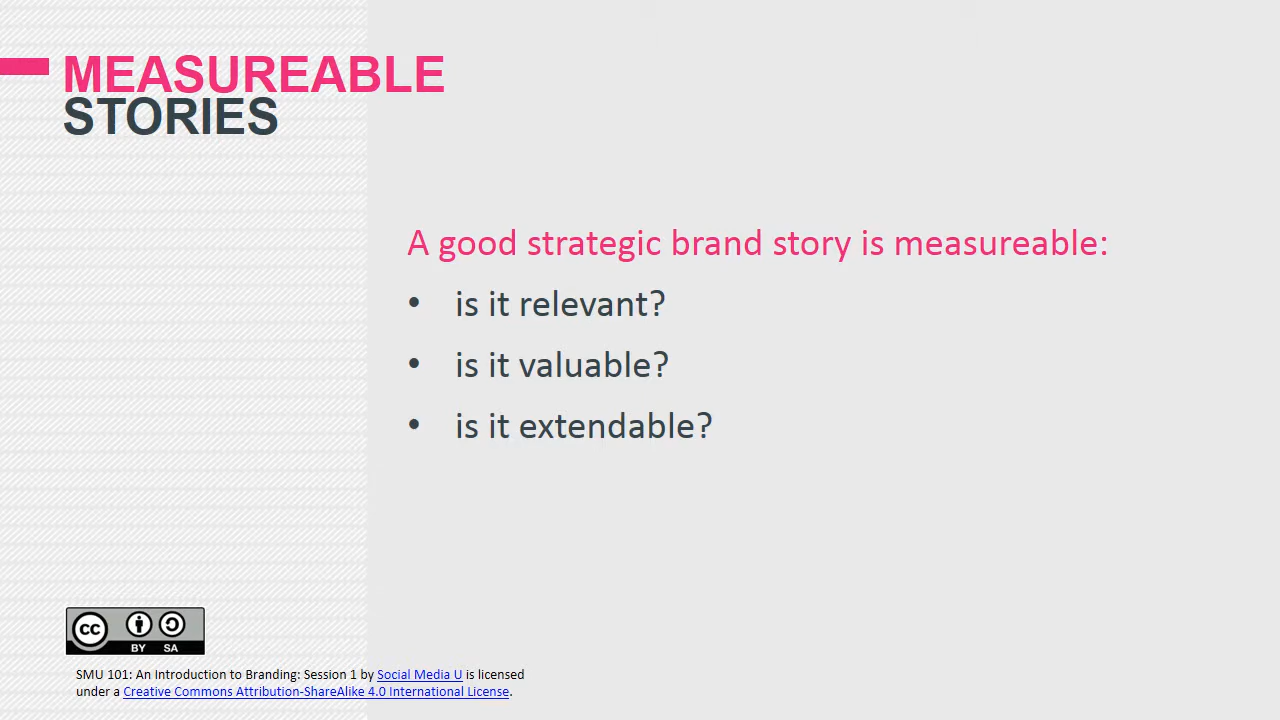 MEASUREABLE
STORIES
A good strategic brand story is measureable:
• is it relevant?
• is it valuable?
• is it extendable?
CC
BY SA
SMU 101: An Introduction to Branding: Session 1 by Social Media U is licensed
under a Creative Commons Attribution-ShareAlike 4.0 International License.